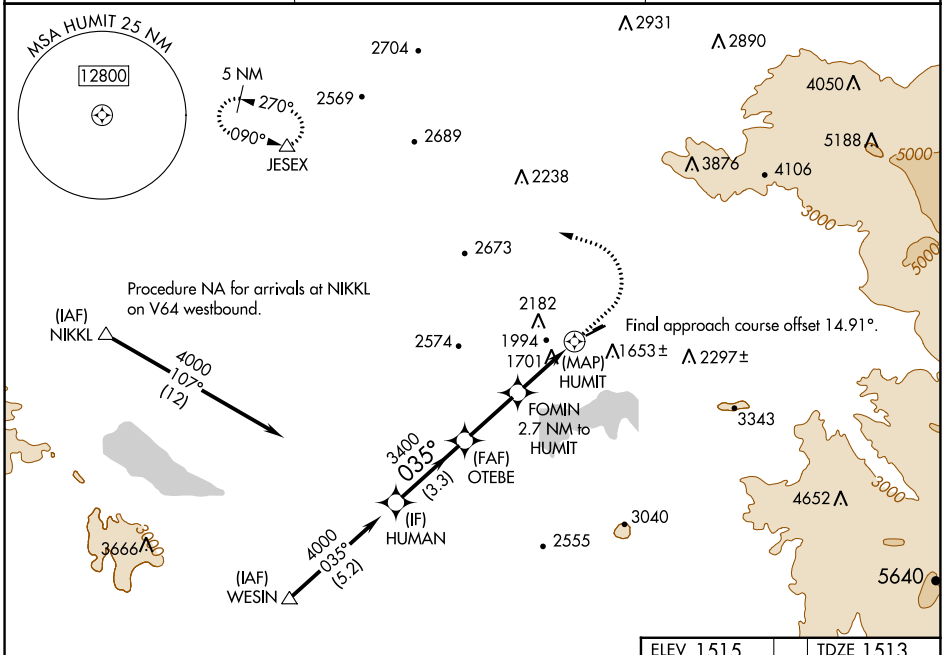 MSA HUMIT 25 NM
12800
5 NM
270°
090°
JESEX
2704
2569
2689
2931
2890
4050
5188
5000
3876
4106
3000
5000
2238
2673
Procedure NA for arrivals at NIKKL
on V64 westbound.
(IAF)
NIKKL
4000
107°
(12)
2182
2574
1994
1701
(MAP)
HUMIT
Final approach course offset 14.91°.
1653±
2297±
FOMIN
2.7 NM to
HUMIT
3343
3400
035°
(3.3)
(FAF)
OTEBE
(IF)
HUMAN
4000
035°
(5.2)
(IAF)
WESIN
3666
3000
2555
3040
4652
3000
5640
ELEV 1515
TDZE 1513